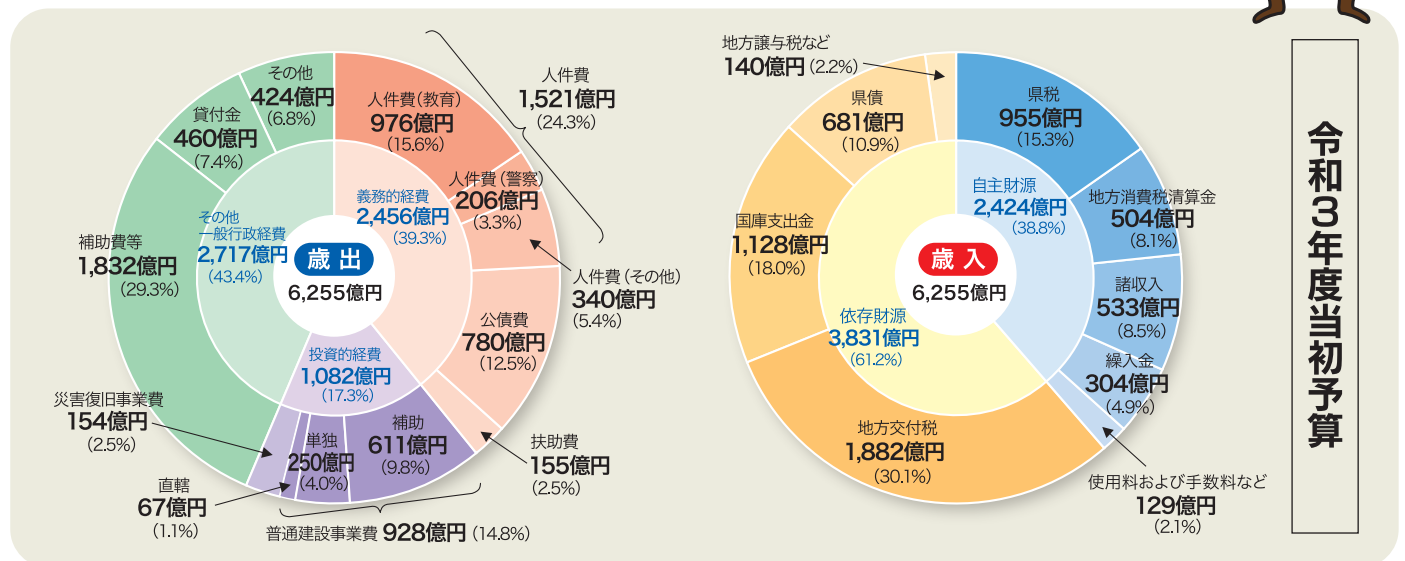 歳出
6,255億円
義務的経費
2,456億円
(39.3%)
人件費
1,521億円
(24.3%)
人件費(教育)
976億円
(15.6%)
人件費(警察)
206億円
(3.3%)
人件費(その他)
340億円
(5.4%)
公債費
780億円
(12.5%)
扶助費
155億円
(2.5%)
投資的経費
1,082億円
(17.3%)
補助
611億円
(9.8%)
単独
250億円
(4.0%)
普通建設事業費 928億円 (14.8%)
直轄
67億円
(1.1%)
災害復旧事業費
154億円
(2.5%)
その他
一般行政経費
2,717億円
(43.4%)
補助費等
1,832億円
(29.3%)
貸付金
460億円
(7.4%)
その他
424億円
(6.8%)
歳入
6,255億円
自主財源
2,424億円
(38.8%)
県税
955億円
(15.3%)
地方消費税清算金
504億円
(8.1%)
諸収入
533億円
(8.5%)
繰入金
304億円
(4.9%)
使用料および手数料など
129億円
(2.1%)
依存財源
3,831億円
(61.2%)
地方交付税
1,882億円
(30.1%)
国庫支出金
1,128億円
(18.0%)
県債
681億円
(10.9%)
地方譲与税など
140億円 (2.2%)
令和3年度当初予算